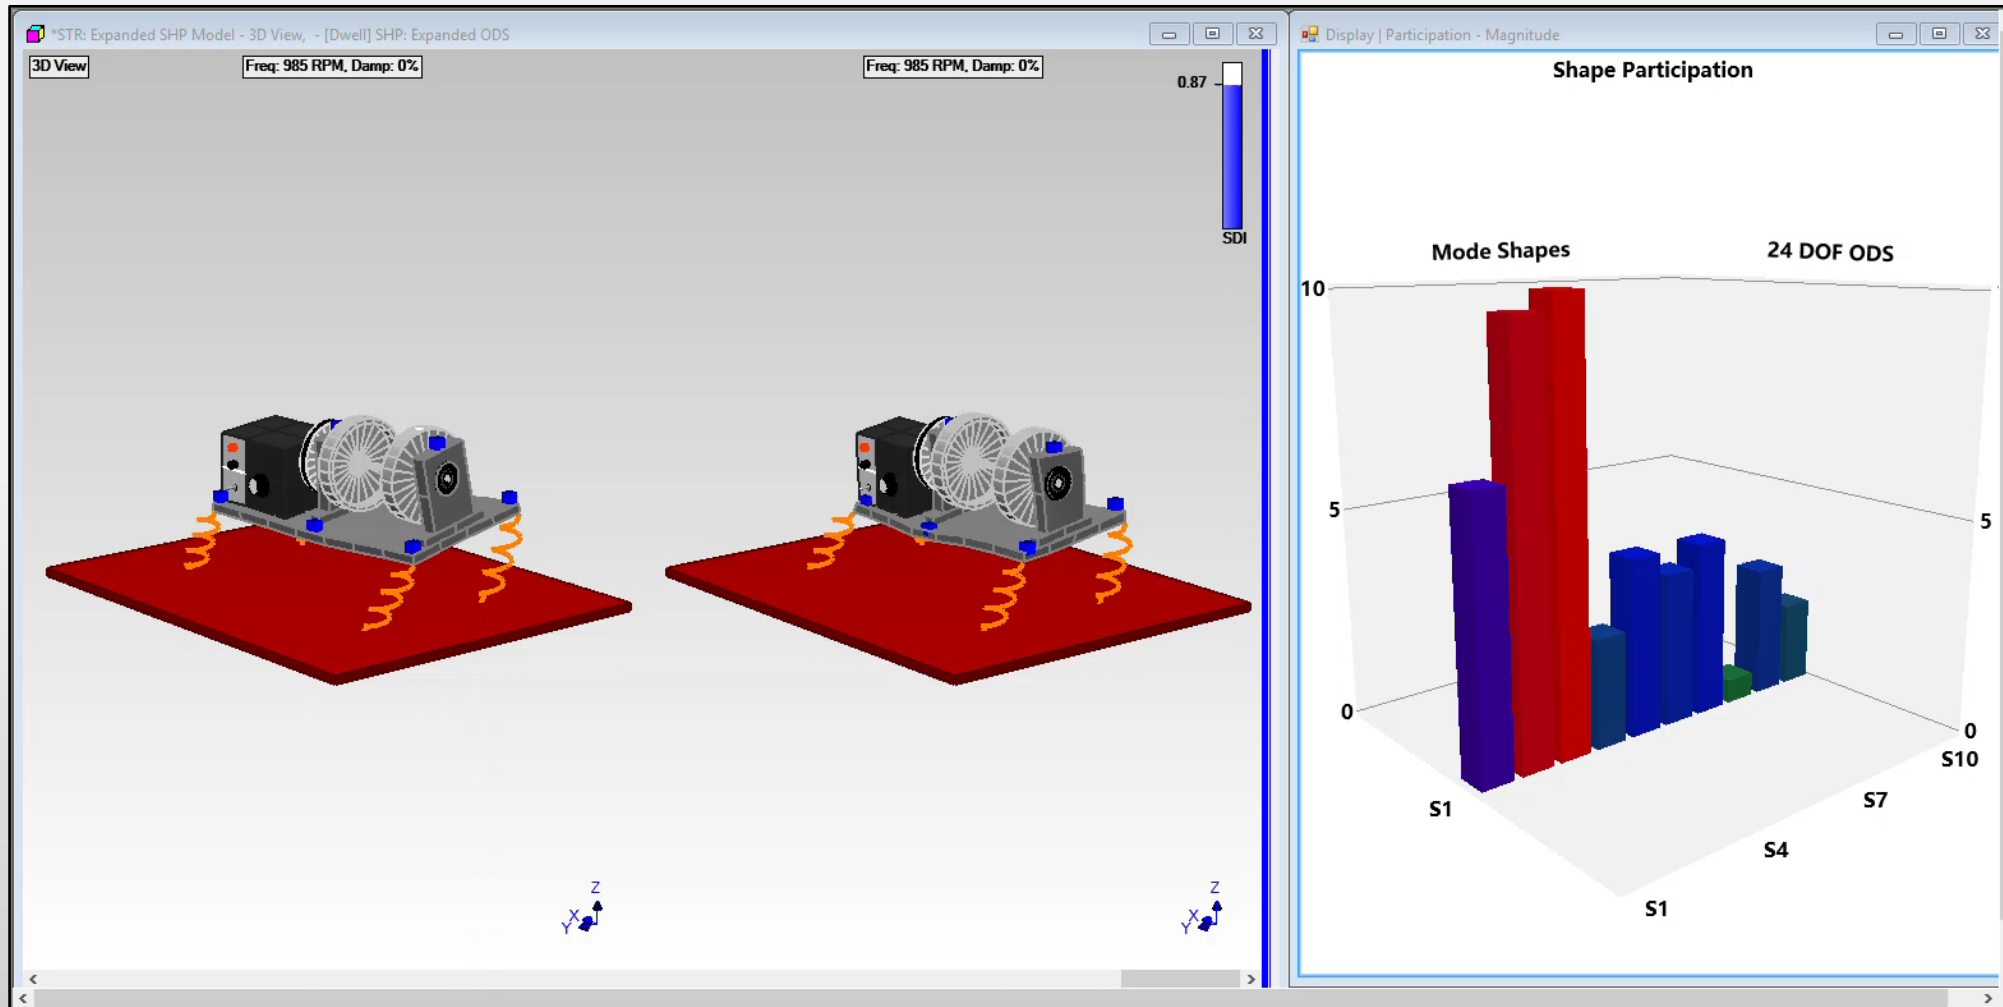 *STR: Expanded SHP Model - 3D View, - [Dwell] SHP: Expanded ODS
3D View
Freq: 985 RPM, Damp: 0%
Freq: 985 RPM, Damp: 0%
0.87
SDI
Z
X
Y
Z
X
Y
Display | Participation - Magnitude
Shape Participation
Mode Shapes
24 DOF ODS
10
5
5
0
0
S10
S7
S1
S4
S1